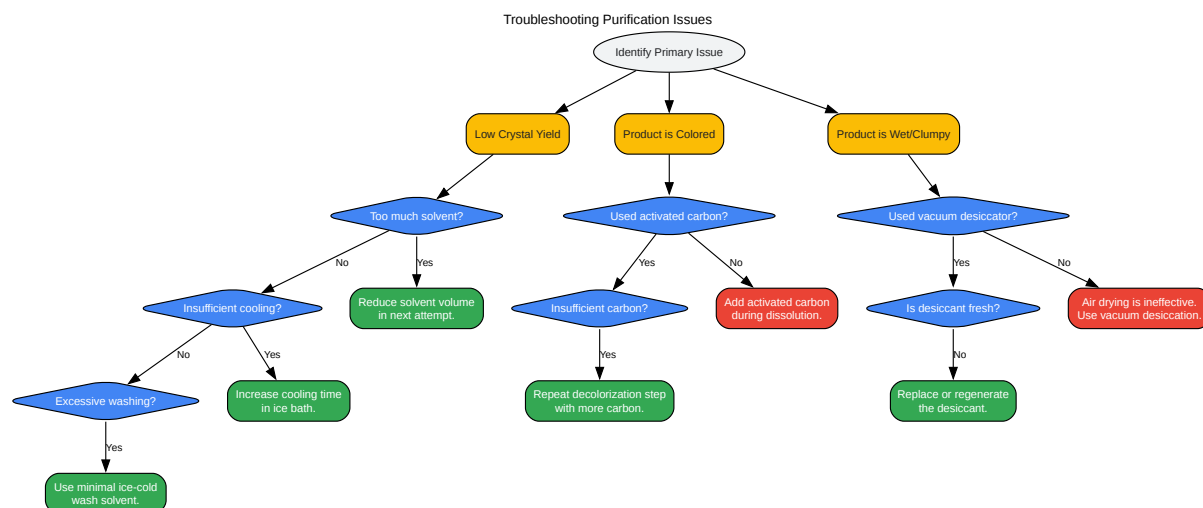 Troubleshooting Purification Issues
Identify Primary Issue
Low Crystal Yield
Product is Colored
Product is Wet/Clumpy
Too much solvent?
Used activated carbon?
Used vacuum desiccator?
No
Yes
Yes
No
Yes
No
Insufficient cooling?
Reduce solvent volume
in next attempt.
Insufficient carbon?
Add activated carbon
during dissolution.
Is desiccant fresh?
Air drying is ineffective.
Use vacuum desiccation.
No
Yes
Yes
No
Excessive washing?
Increase cooling time
in ice bath.
Repeat decolorization step
with more carbon.
Replace or regenerate
the desiccant.
Yes
Use minimal ice-cold
wash solvent.